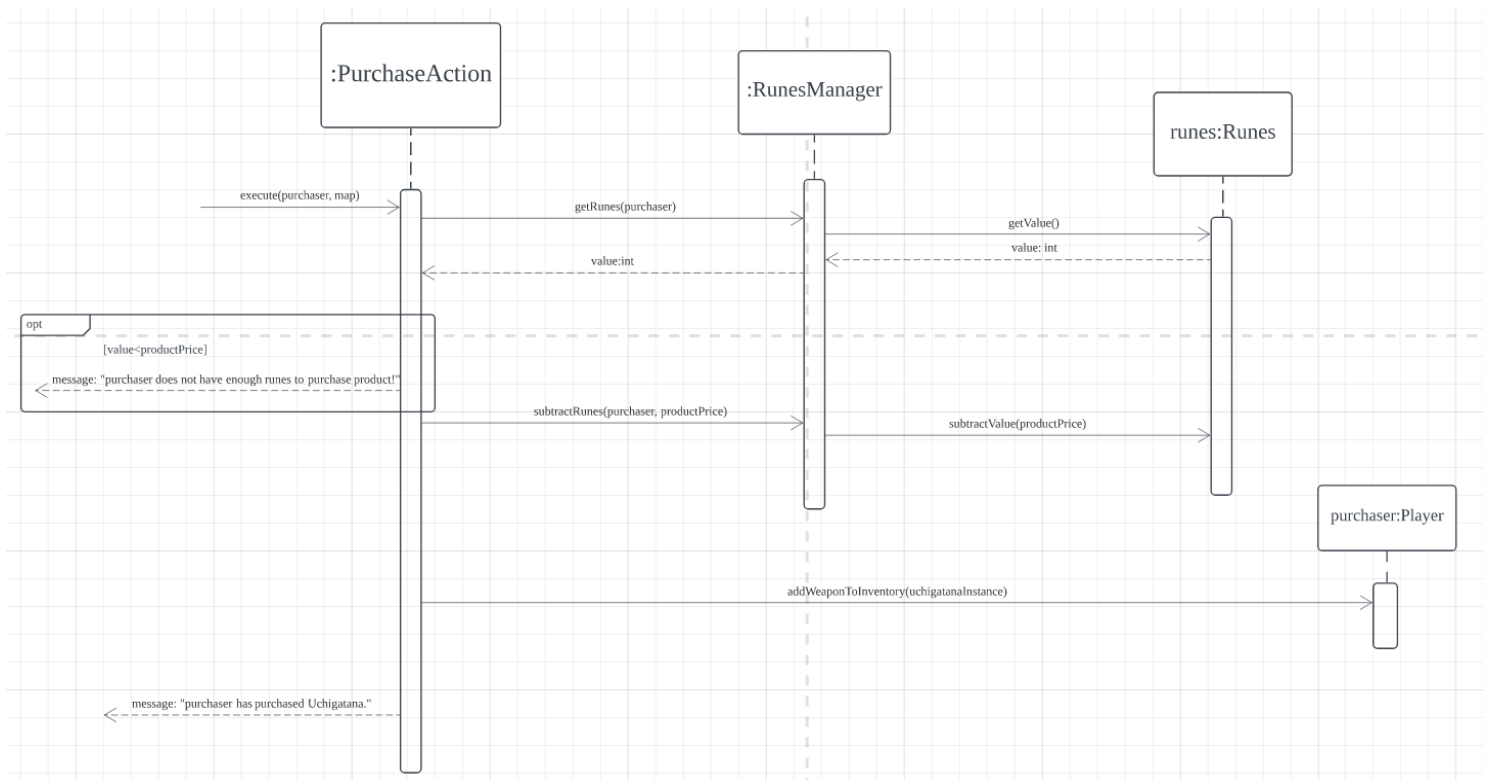 :PurchaseAction
:RunesManager
runes:Runes
execute(purchaser, map)
getRunes(purchaser)
getValue()
value: int
value:int
opt
[value<productPrice]
message: "purchaser does not have enough runes to purchase product!"
subtractRunes(purchaser, productPrice)
subtractValue(productPrice)
purchaser:Player
addWeaponToInventory(uchigatanaInstance)
message: "purchaser has purchased Uchigatana."